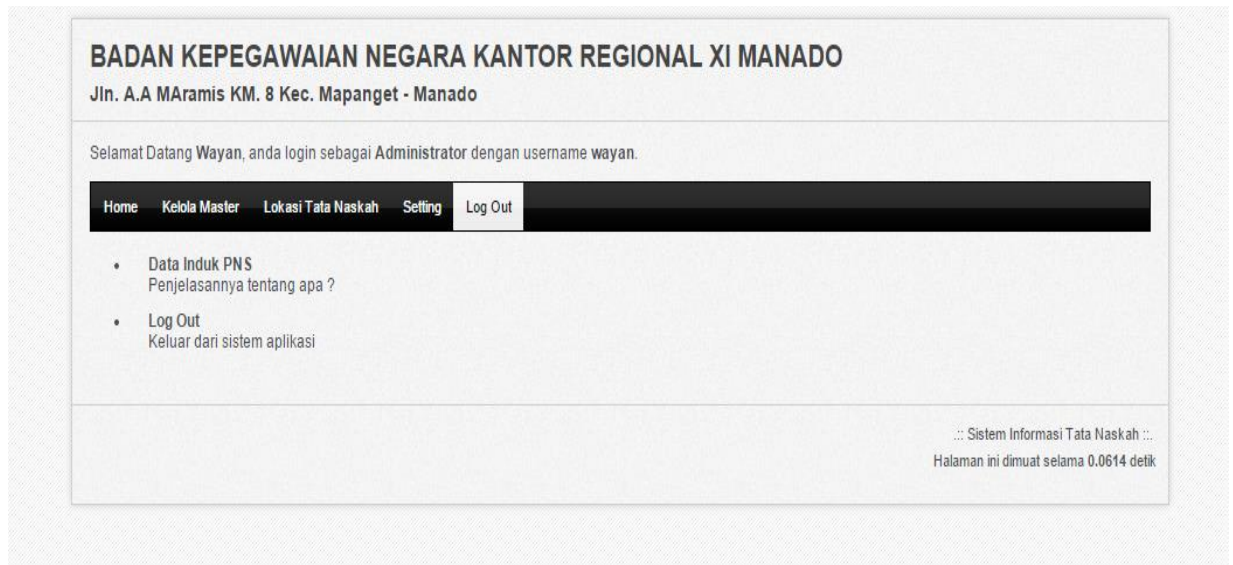 BADAN KEPEGAWAIAN NEGARA KANTOR REGIONAL XI MANADO
Jln. A.A MAramis KM. 8 Kec. Mapanget - Manado
Selamat Datang Wayan, anda login sebagai Administrator dengan username wayan.
Home Kelola Master Lokasi Tata Naskah Setting Log Out
• Data Induk PNS
Penjelasannya tentang apa ?
• Log Out
Keluar dari sistem aplikasi
.:: Sistem Informasi Tata Naskah ::.
Halaman ini dimuat selama 0.0614 detik